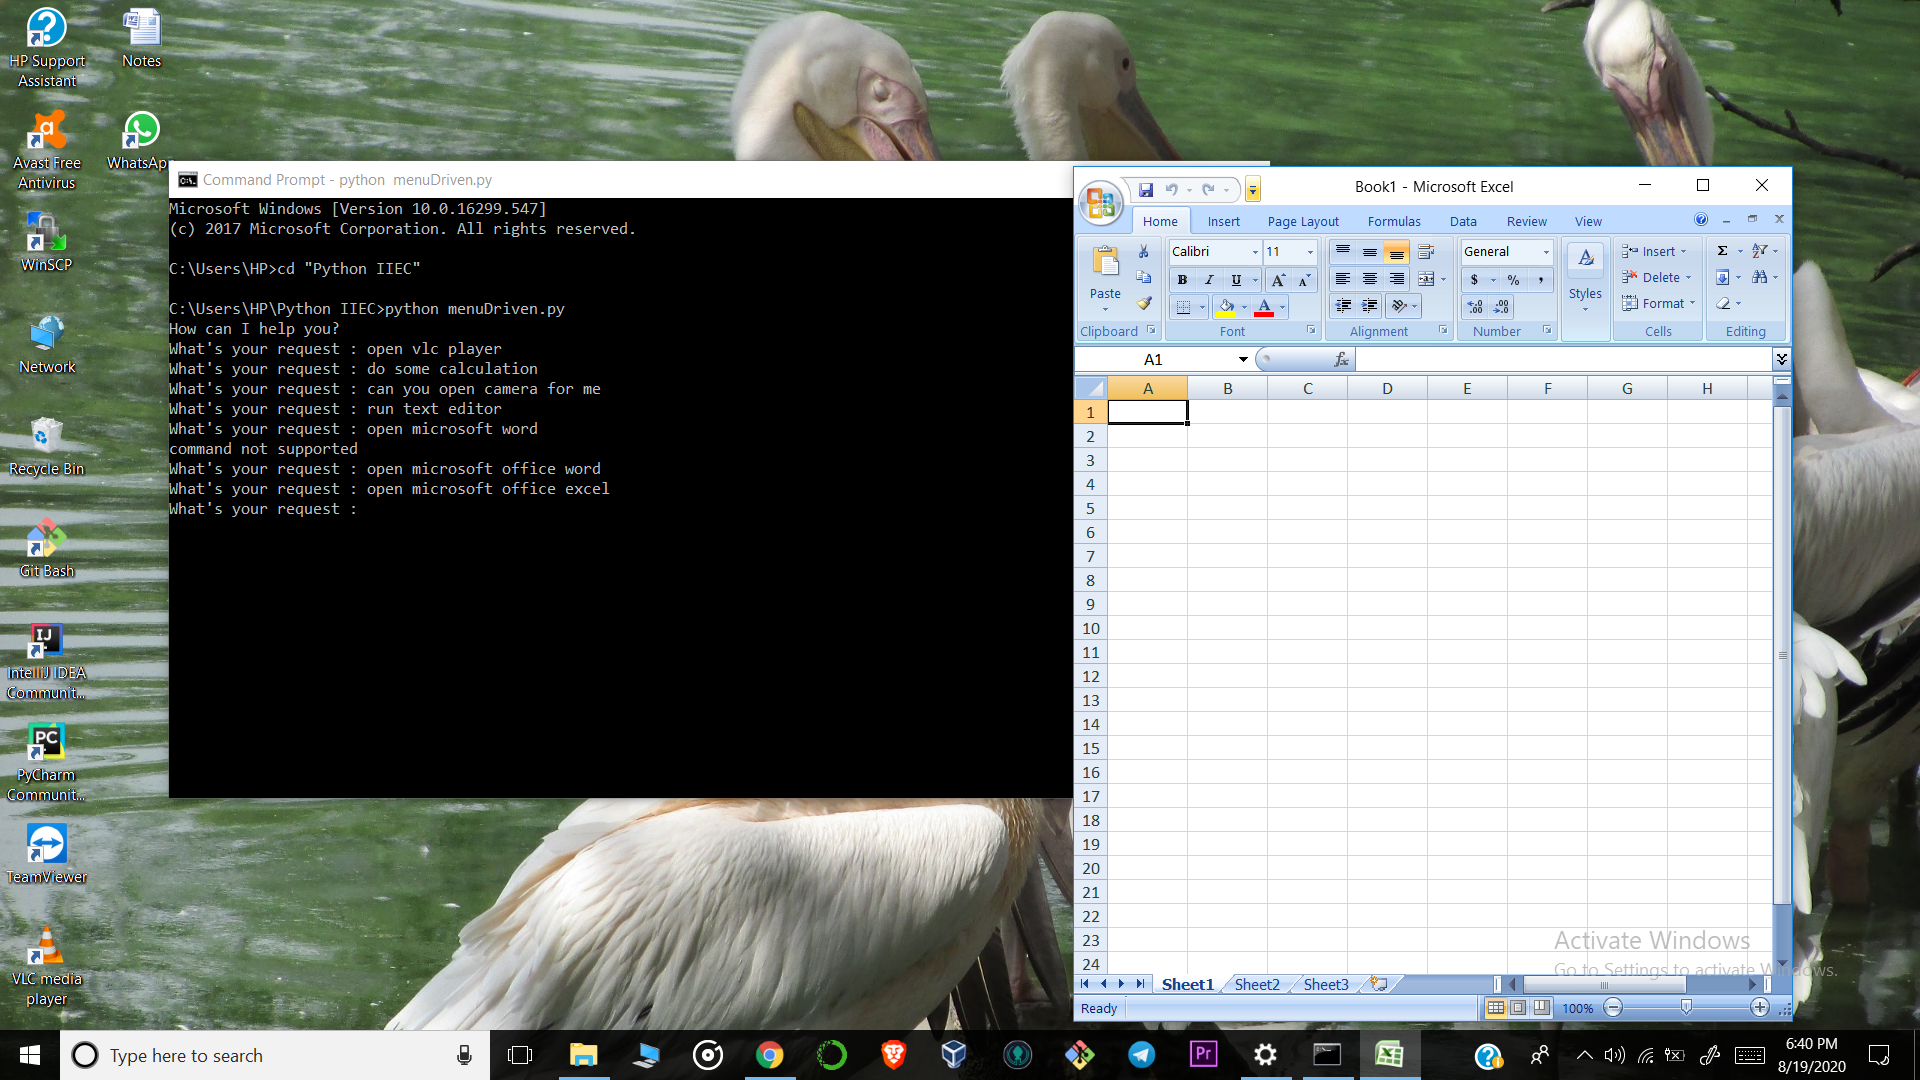 HP Support
Assistant
Notes
Avast Free
Antivirus
WhatsApp
WinSCP
Network
Recycle Bin
Git Bash
IJ
IntelliJ IDEA
Communit...
PC
PyCharm
Communit...
TeamViewer
VLC media
player
Command Prompt - python  menuDriven.py
Microsoft Windows [Version 10.0.16299.547]
(c) 2017 Microsoft Corporation. All rights reserved.
C:\Users\HP>cd "Python IIEC"
C:\Users\HP\Python IIEC>python menuDriven.py
How can I help you?
What's your request : open vlc player
What's your request : do some calculation
What's your request : can you open camera for me
What's your request : run text editor
What's your request : open microsoft word
command not supported
What's your request : open microsoft office word
What's your request : open microsoft office excel
What's your request :
Book1 - Microsoft Excel
Home Insert Page Layout Formulas Data Review View
Paste
Clipboard
Calibri 11
B I U A A
A
Font
Alignment
General
$ % ,
Number
Styles
Insert
Delete
Format
Cells
Σ
Editing
A1 fx
A B C D E F G H
1
2
3
4
5
6
7
8
9
10
11
12
13
14
15
16
17
18
19
20
21
22
23
24
Activate Windows
Go to Settings to activate Windows.
Sheet1 Sheet2 Sheet3
Ready 100%
Type here to search
Pr
6:40 PM
8/19/2020